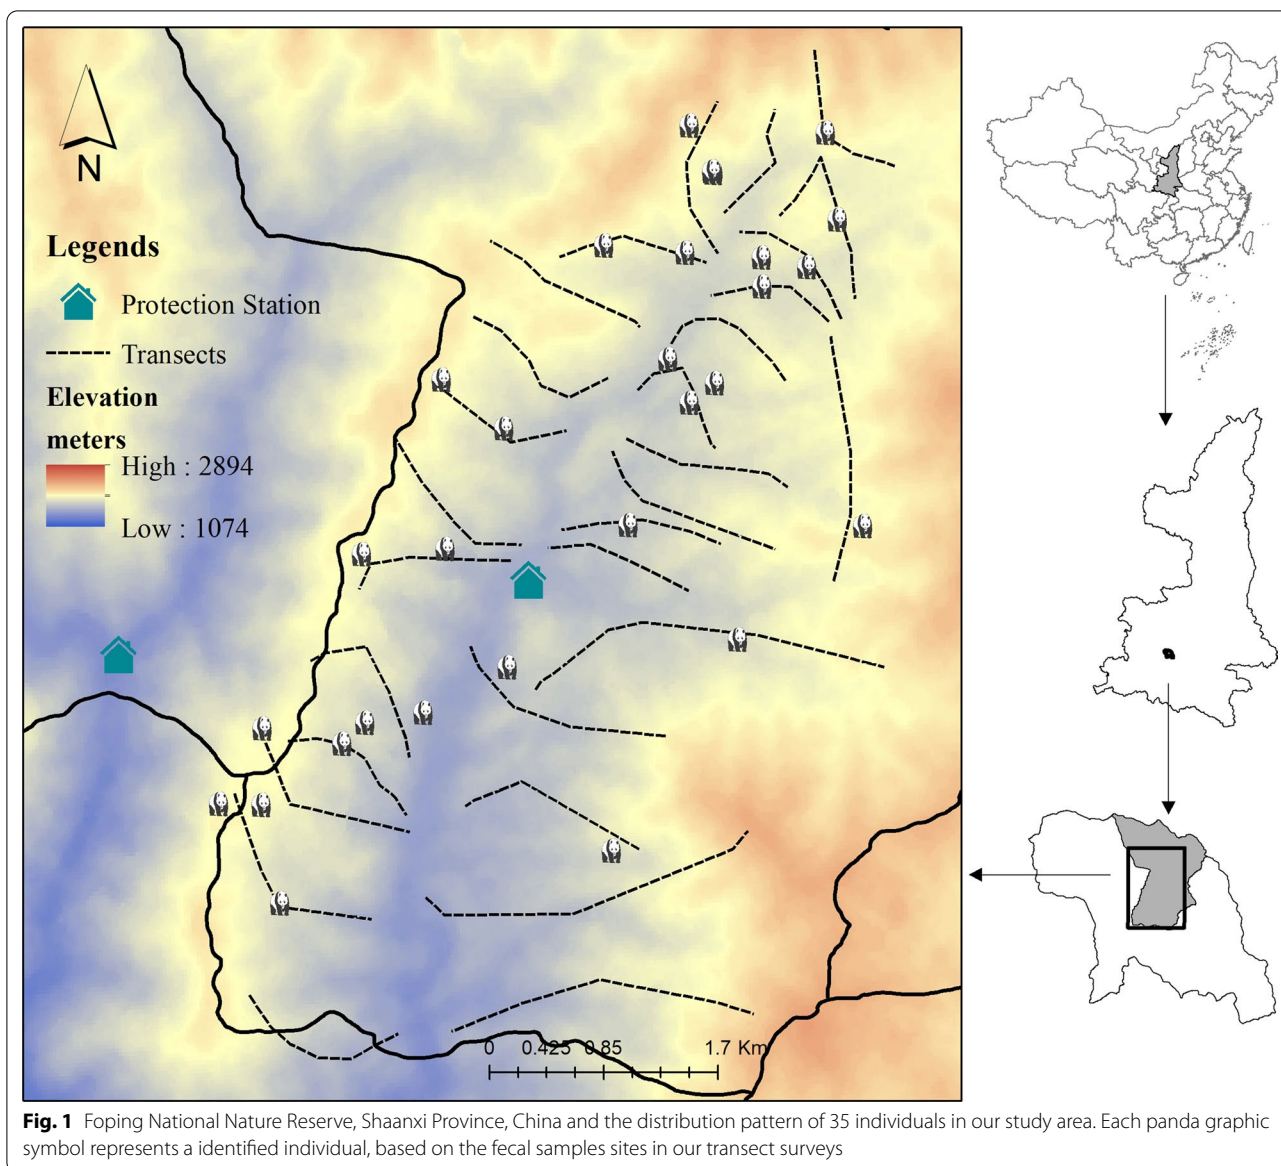 N
Legends
Protection Station
Transects
Elevation
meters
High : 2894
Low : 1074
0 0.425 0.85 1.7 Km
Fig. 1 Foping National Nature Reserve, Shaanxi Province, China and the distribution pattern of 35 individuals in our study area. Each panda graphic
symbol represents a identified individual, based on the fecal samples sites in our transect surveys